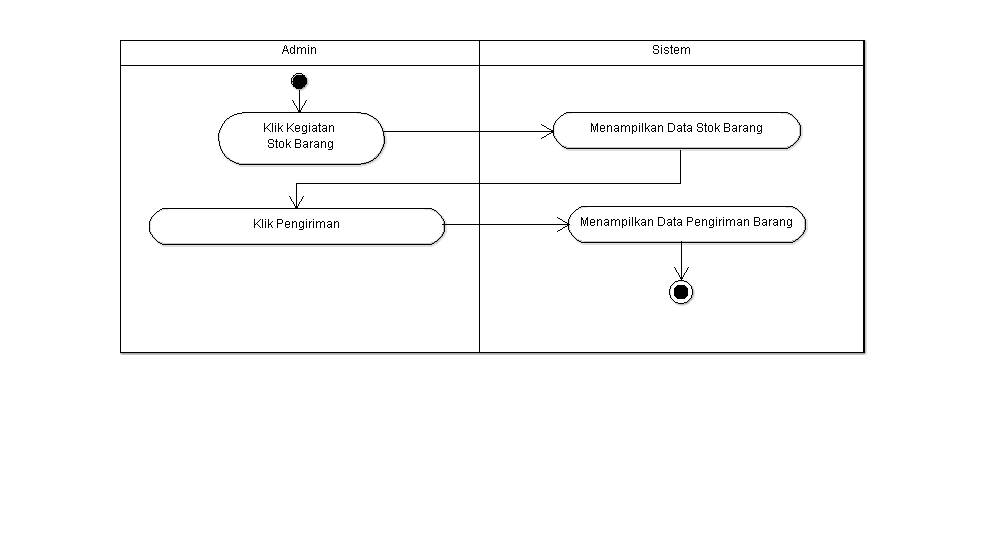 Admin
Sistem
Klik Kegiatan
Stok Barang
Menampilkan Data Stok Barang
Klik Pengiriman
Menampilkan Data Pengiriman Barang